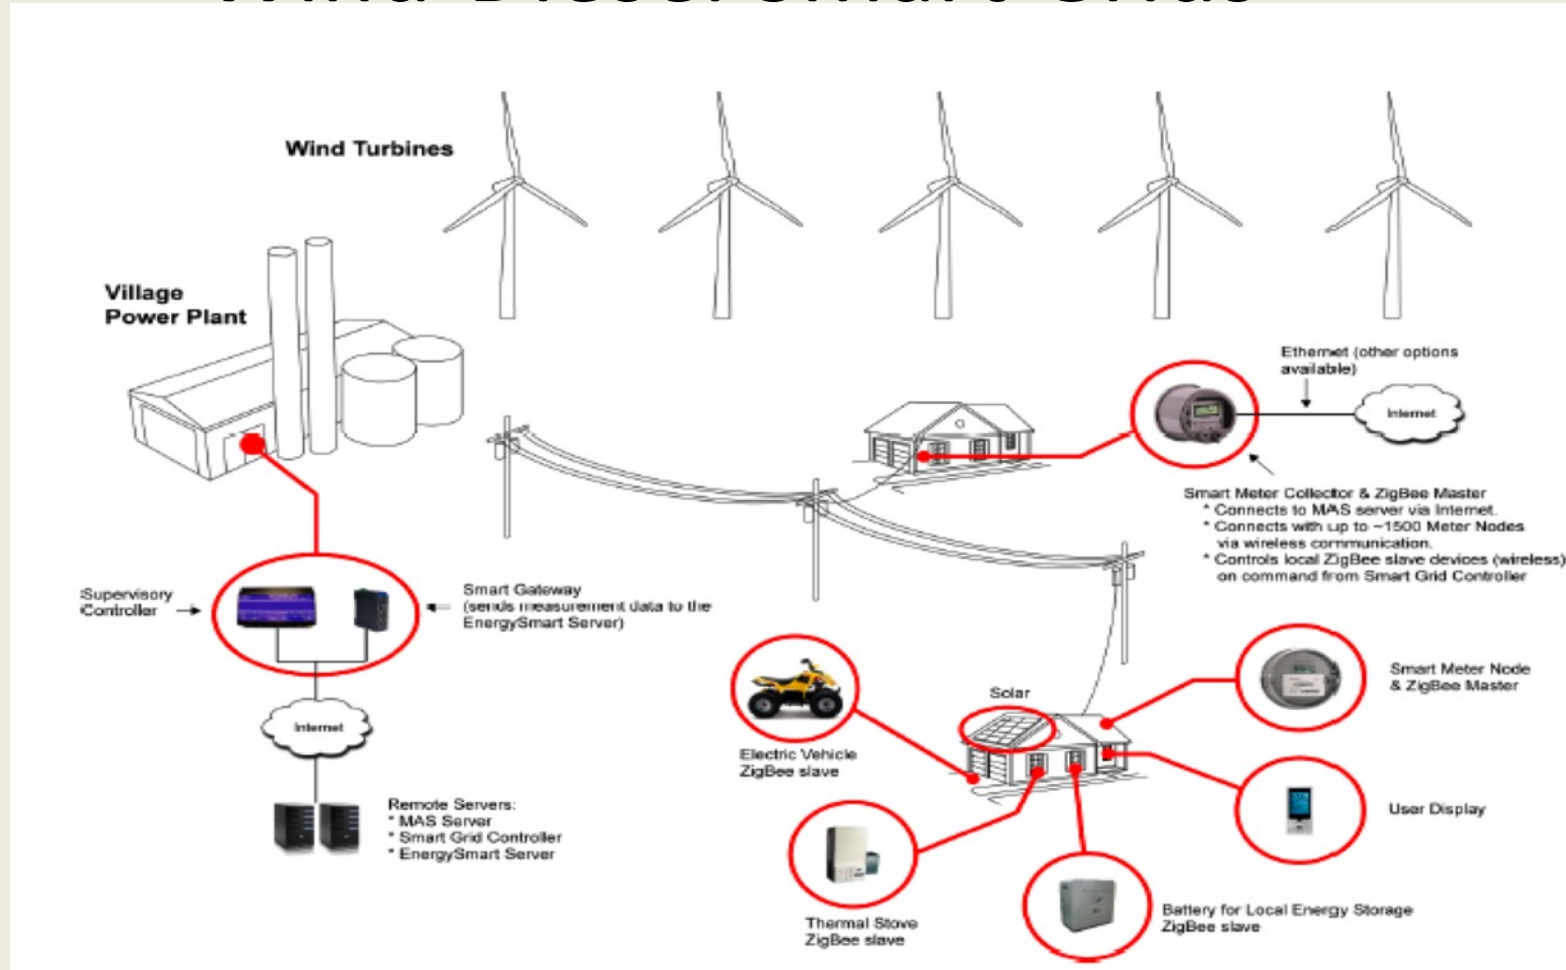 Wind-Diesel Smart Grids
Wind Turbines
Village
Power Plant
Ethernet (other options
available)
Internet
Smart Meter Collector & ZigBee Master
* Connects to MAS server via Internet.
* Connects with up to ~1500 Meter Nodes
via wireless communication.
* Controls local ZigBee slave devices (wireless)
on command from Smart Grid Controller
Supervisory
Controller
Smart Gateway
(sends measurement data to the
EnergySmart Server)
Internet
Remote Servers:
* MAS Server
* Smart Grid Controller
* EnergySmart Server
Solar
Electric Vehicle
ZigBee slave
Smart Meter Node
& ZigBee Master
User Display
Thermal Stove
ZigBee slave
Battery for Local Energy Storage
ZigBee slave